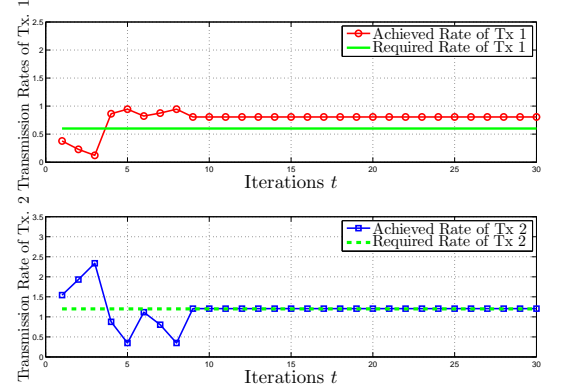 Transmission Rates of Tx. 1
2.5
2
1.5
1
0.5
0
0 5 10 15 20 25 30
Achieved Rate of Tx 1
Required Rate of Tx 1
Iterations t
Transmission Rate of Tx. 2
3.5
3
2.5
2
1.5
1
0.5
0
0 5 10 15 20 25 30
Achieved Rate of Tx 2
Required Rate of Tx 2
Iterations t